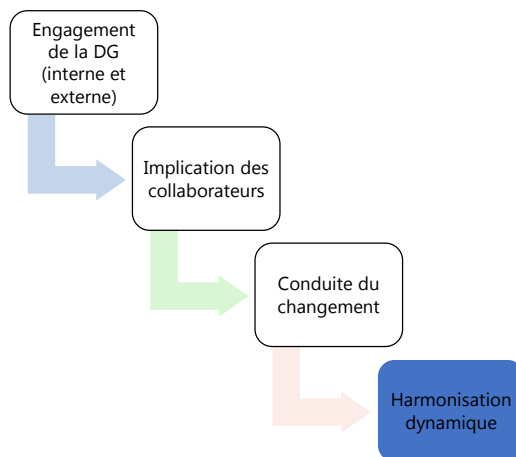 Engagement
de la DG
(interne et
externe)
Implication des
collaborateurs
Conduite du
changement
Harmonisation
dynamique